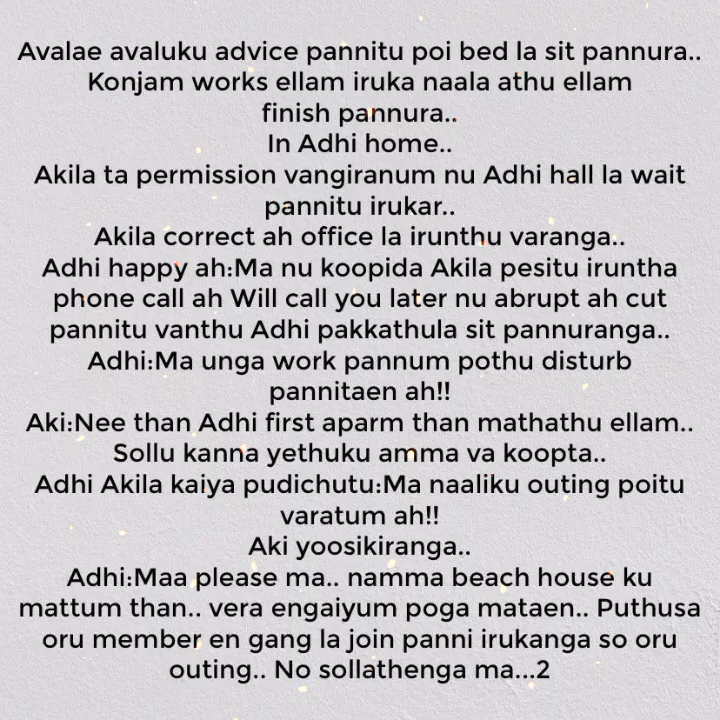 Avalae avaluku advice pannitu poi bed la sit pannura..
Konjam works ellam iruka naala athu ellam
finish pannura..
In Adhi home..
Akila ta permission vangiranum nu Adhi hall la wait
pannitu irukar..
Akila correct ah office la irunthu varanga..
Adhi happy ah:Ma nu koopida Akila pesitu iruntha
phone call ah Will call you later nu abrupt ah cut
pannitu vanthu Adhi pakkathula sit pannuranga..
Adhi:Ma unga work pannum pothu disturb
pannitaen ah!!
Aki:Nee than Adhi first aparm than mathathu ellam..
Sollu kanna yethuku amma va koopta..
Adhi Akila kaiya pudichutu:Ma naaliku outing poitu
varatum ah!!
Aki yoosikiranga..
Adhi:Maa please ma.. namma beach house ku
mattum than.. vera engaiyum poga mataen.. Puthusa
oru member en gang la join panni irukanga so oru
outing.. No sollathenga ma...2